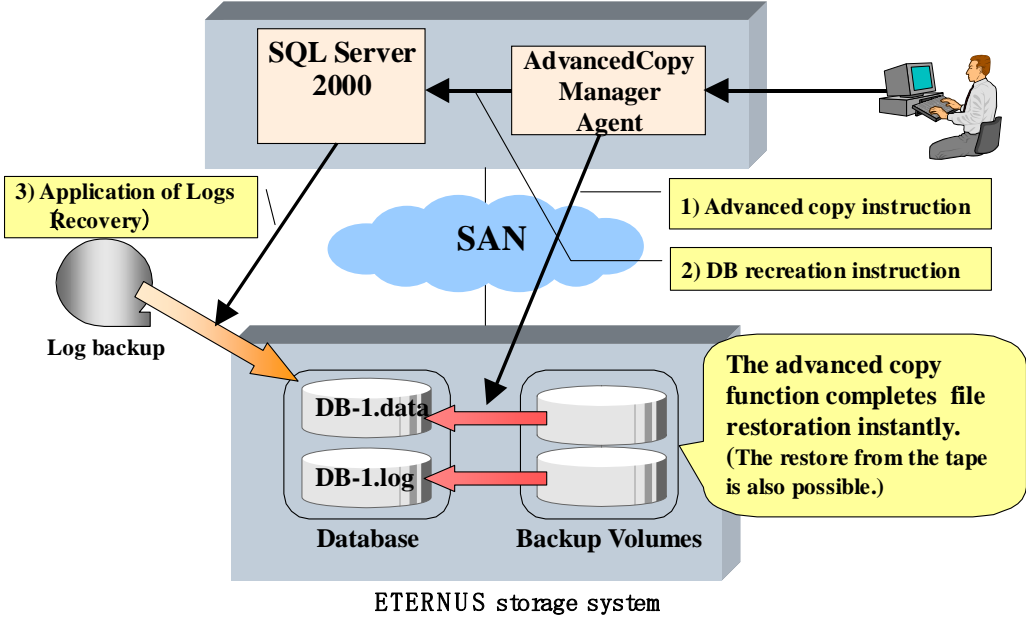 SQL Server
2000
AdvancedCopy
Manager
Agent
3) Application of Logs
(Recovery)
1) Advanced copy instruction
SAN
2) DB recreation instruction
Log backup
The advanced copy
function completes file
restoration instantly.
(The restore from the tape
is also possible.)
DB-1.data
DB-1.log
Database
Backup Volumes
ETERNUS storage system